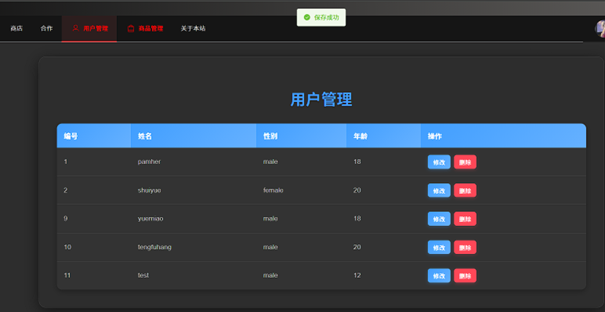 保存成功
商店 合作 用户管理 商品管理 关于本站
用户管理
编号 姓名 性别 年龄 操作
1 male 18 修改 删除
2 shuiyue female 20 修改 删除
9 yuemiao male 18 修改 删除
10 tengfuhang male 20 修改 删除
11 test male 12 修改 删除